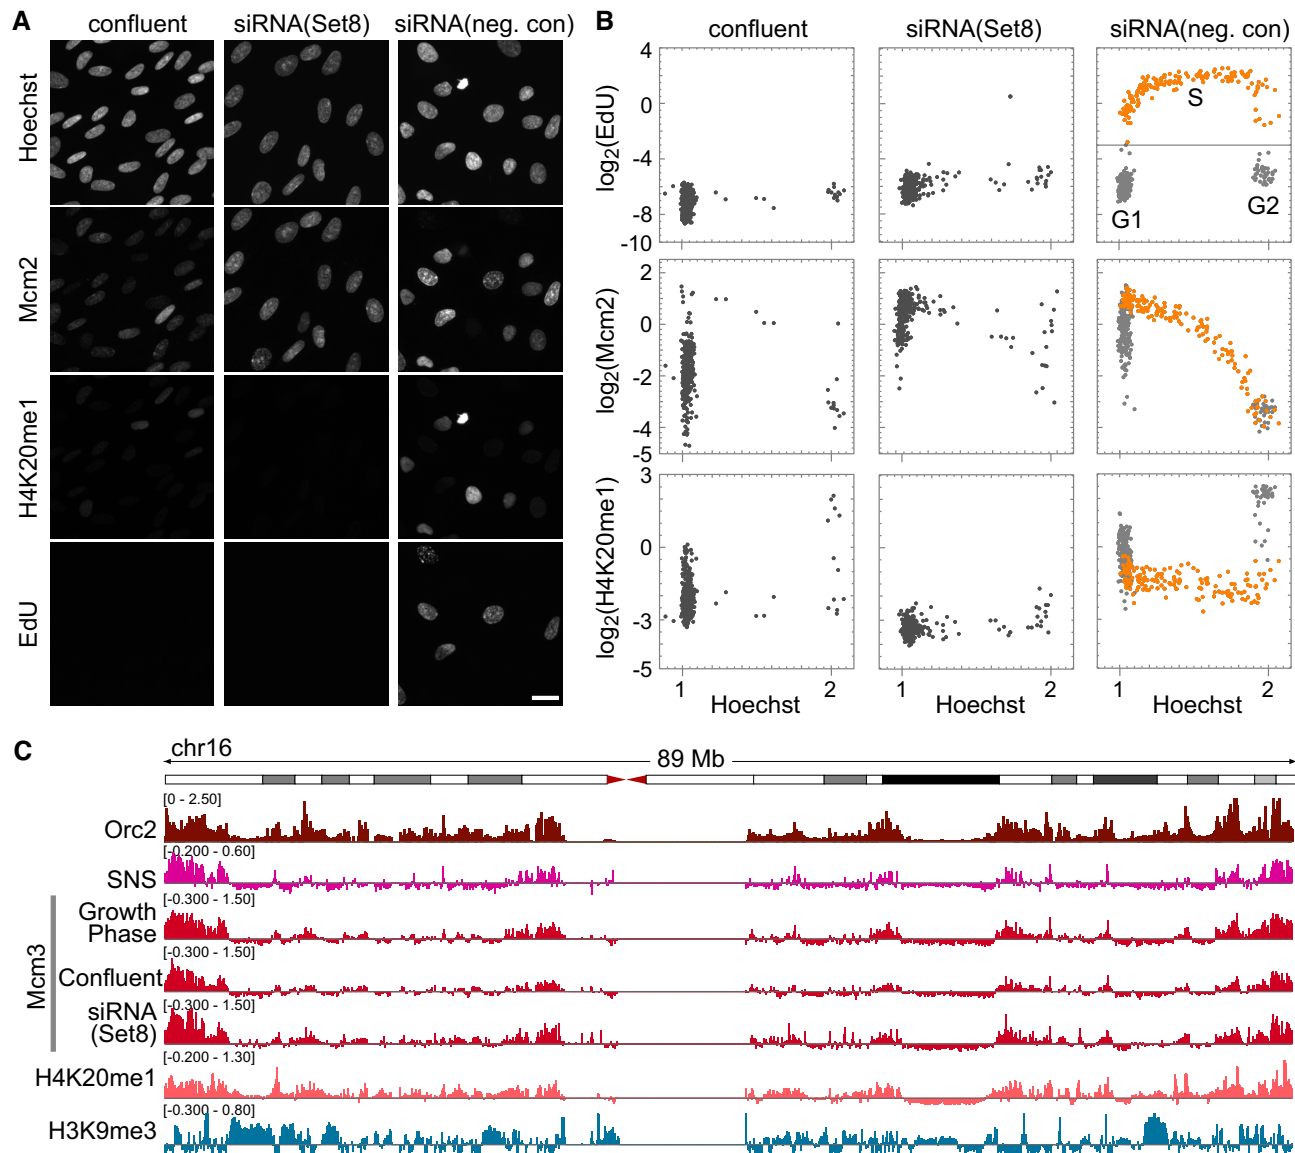 A
confluent
siRNA(Set8)
siRNA(neg. con)
Hoechst
Mcm2
H4K20me1
EdU
B
confluent
siRNA(Set8)
siRNA(neg. con)
log2(EdU)
4
0
-4
-8
-10
S
G1
G2
log2(Mcm2)
2
0
-2
-4
-5
log2(H4K20me1)
3
0
-3
-5
1
2
1
2
1
2
Hoechst
Hoechst
Hoechst
C
chr16
89 Mb
[0 - 2.50]
Orc2
[-0.200 - 0.60]
SNS
Mcm3
[-0.300 - 1.50]
Growth
Phase
[-0.300 - 1.50]
Confluent
[-0.300 - 1.50]
siRNA
(Set8)
[-0.200 - 1.30]
H4K20me1
[-0.300 - 0.80]
H3K9me3